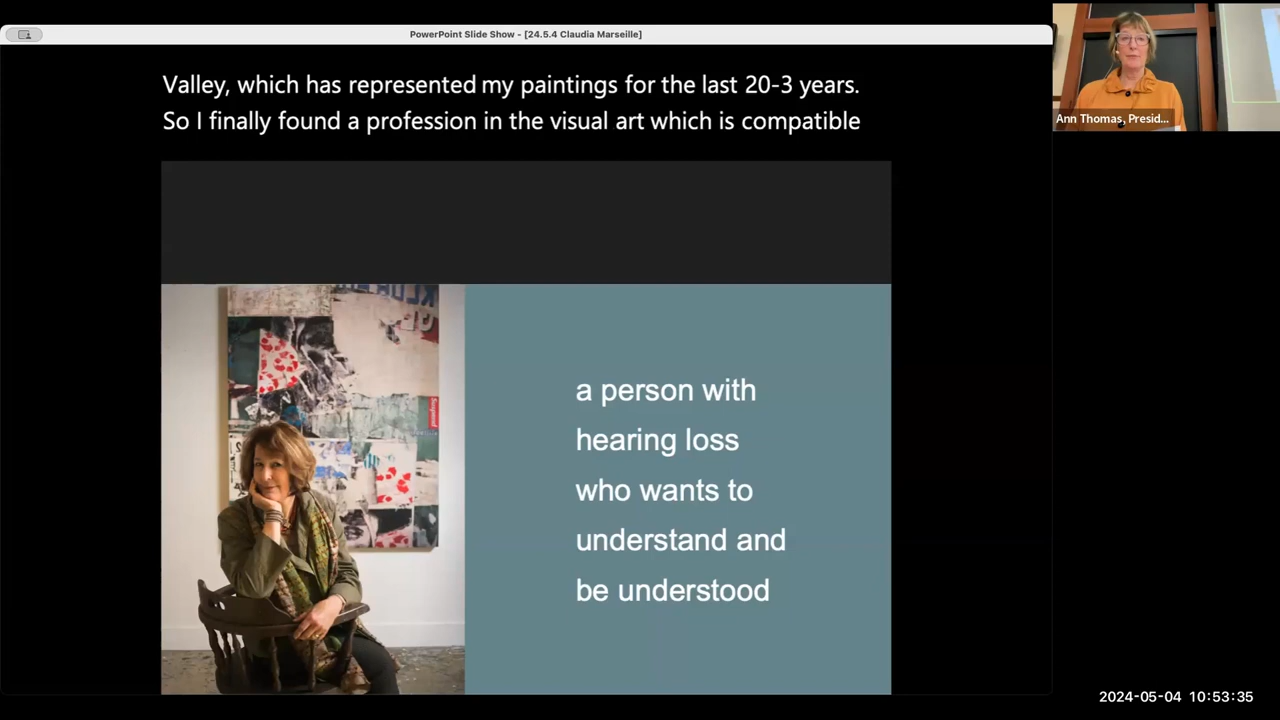 PowerPoint Slide Show - [24.5.4 Claudia Marseille]
Valley, which has represented my paintings for the last 20-3 years.
So I finally found a profession in the visual art which is compatible
Ann Thomas, Presid...
a person with
hearing loss
who wants to
understand and
be understood
2024-05-04 10:53:35